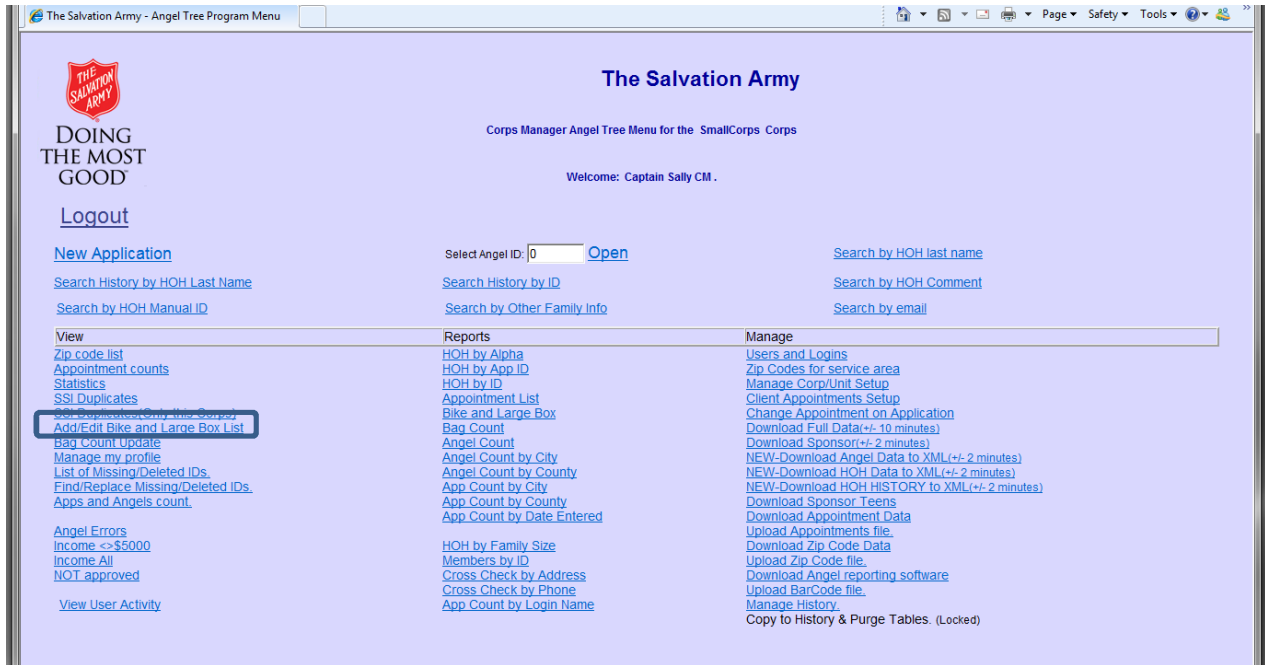 The Salvation Army - Angel Tree Program Menu
Page Safety Tools
THE SALVATION ARMY
DOING
THE MOST
GOOD
The Salvation Army
Corps Manager Angel Tree Menu for the SmallCorps Corps
Welcome: Captain Sally CM .
Logout
New Application Select Angel ID: 0 Open Search by HOH last name
Search History by HOH Last Name Search History by ID Search by HOH Comment
Search by HOH Manual ID Search by Other Family Info Search by email
View Reports Manage
Zip code list HOH by Alpha Users and Logins
Appointment counts HOH by App ID Zip Codes for service area
Statistics HOH by ID Manage Corp/Unit Setup
SSI Duplicates Appointment List Client Appointments Setup
SSI Duplicates(Only this Corps) Bike and Large Box Change Appointment on Application
Add/Edit Bike and Large Box List Bag Count Download Full Data(+/- 10 minutes)
Bag Count Update Angel Count Download Sponsor(+/- 2 minutes)
Manage my profile Angel Count by City NEW-Download Angel Data to XML(+/- 2 minutes)
List of Missing/Deleted IDs. Angel Count by County NEW-Download HOH Data to XML(+/- 2 minutes)
Find/Replace Missing/Deleted IDs. App Count by City NEW-Download HOH HISTORY to XML(+/- 2 minutes)
Apps and Angels count. App Count by County Download Sponsor Teens
App Count by Date Entered Download Appointment Data
Angel Errors Upload Appointments file.
Income <>$5000 HOH by Family Size Download Zip Code Data
Income All Members by ID Upload Zip Code file.
NOT approved Cross Check by Address Download Angel reporting software
Cross Check by Phone Upload BarCode file.
View User Activity App Count by Login Name Manage History.
Copy to History & Purge Tables. (Locked)